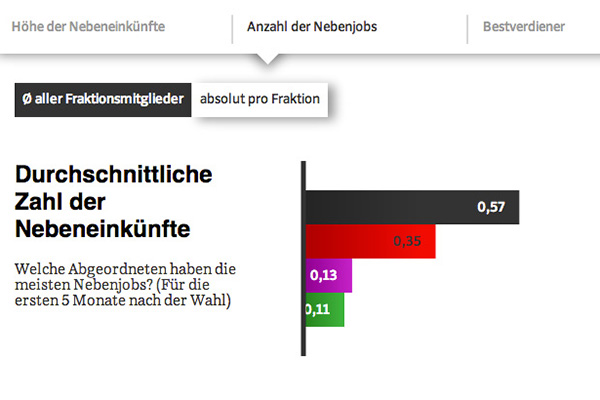 Höhe der Nebeneinkünfte
Anzahl der Nebenjobs
Bestverdiener
Ø aller Fraktionsmitglieder
absolut pro Fraktion
Durchschnittliche
Zahl der
Nebeneinkünfte
Welche Abgeordneten haben die
meisten Nebenjobs? (Für die
ersten 5 Monate nach der Wahl)
0,57
0,35
0,13
0,11